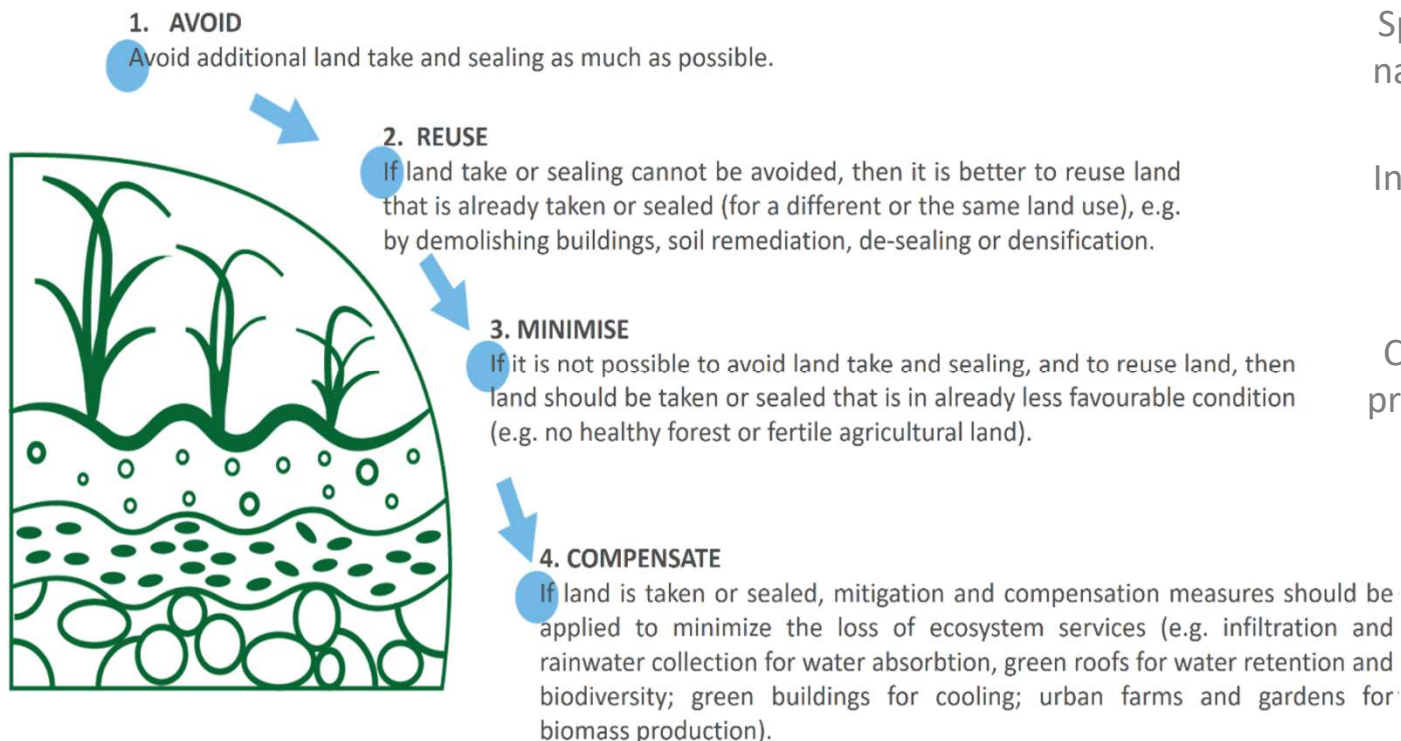 1. AVOID
Avoid additional land take and sealing as much as possible.
2. REUSE
If land take or sealing cannot be avoided, then it is better to reuse land
that is already taken or sealed (for a different or the same land use), e.g.
by demolishing buildings, soil remediation, de-sealing or densification.
3. MINIMISE
If it is not possible to avoid land take and sealing, and to reuse land, then
land should be taken or sealed that is in already less favourable condition
(e.g. no healthy forest or fertile agricultural land).
4. COMPENSATE
If land is taken or sealed, mitigation and compensation measures should be
applied to minimize the loss of ecosystem services (e.g. infiltration and
rainwater collection for water absorbtion, green roofs for water retention and
biodiversity; green buildings for cooling; urban farms and gardens for
biomass production).